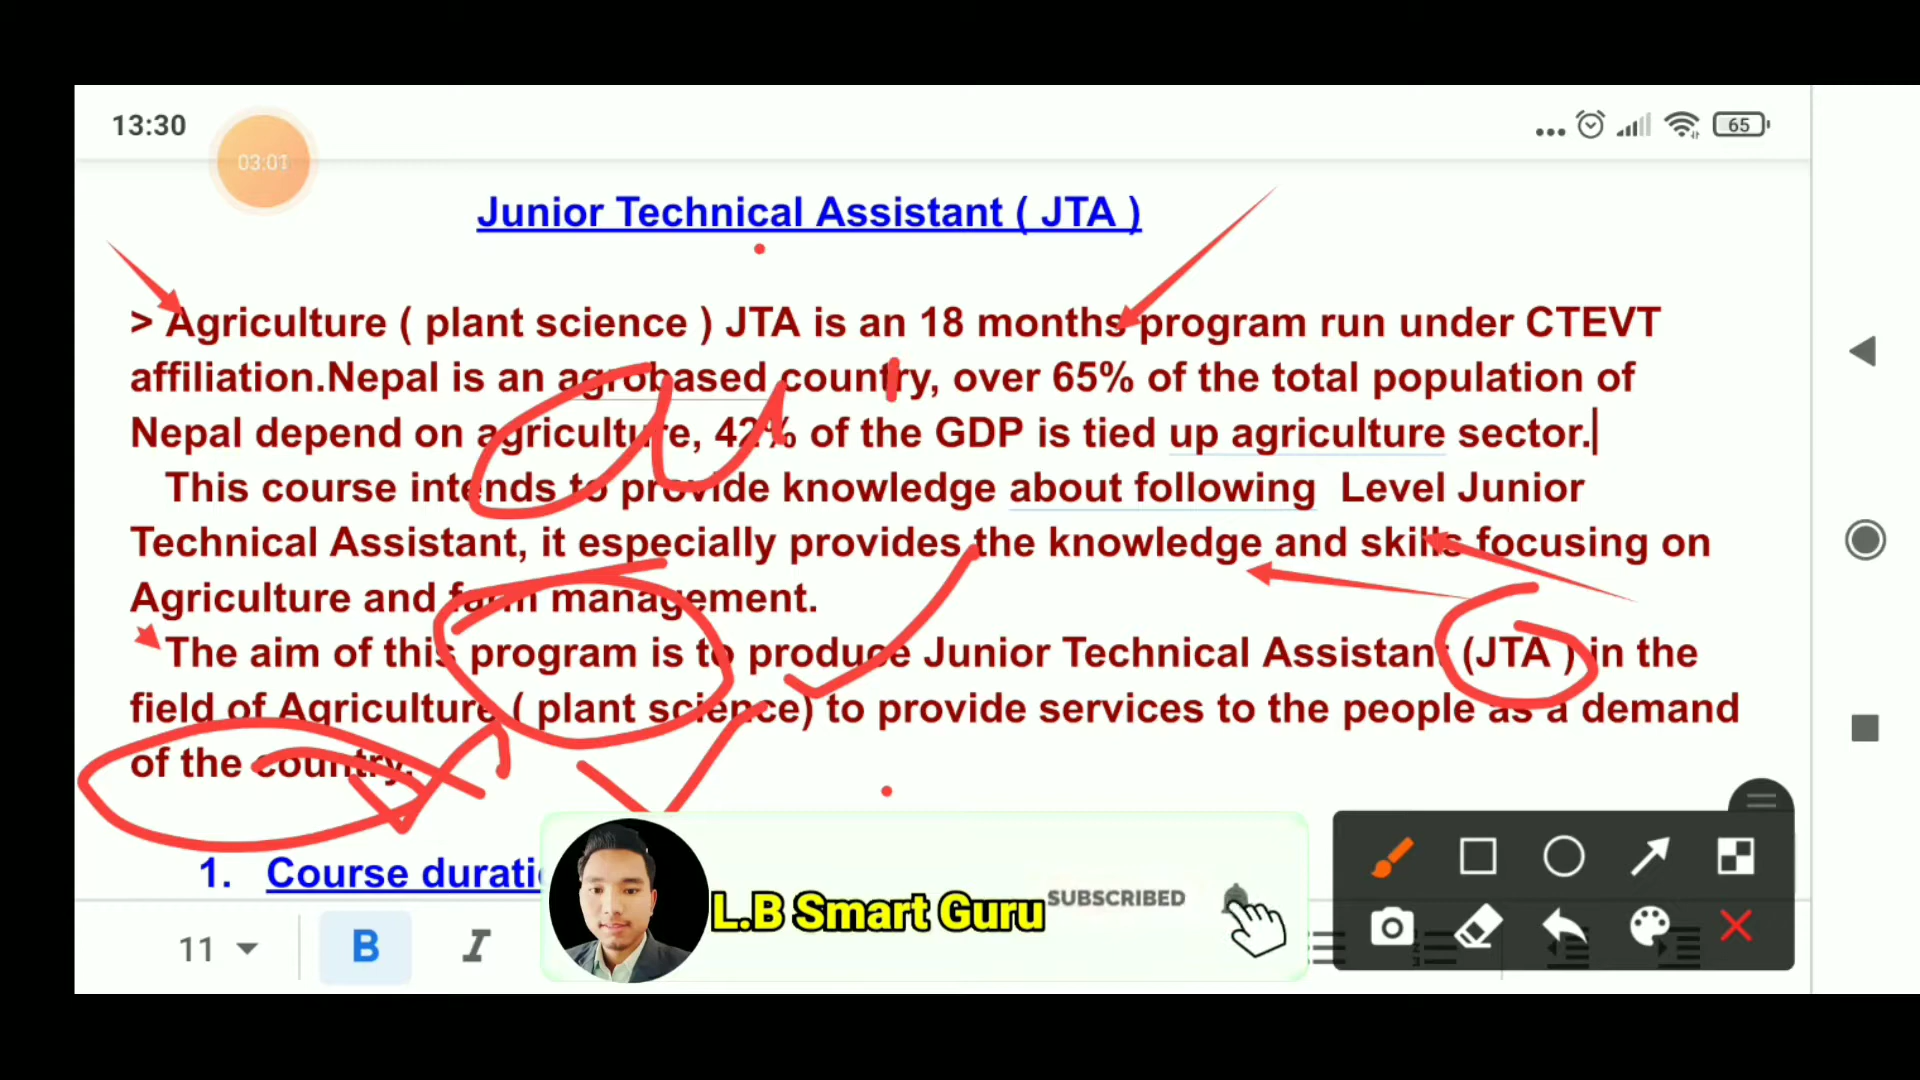 13:30
65
03:01
Junior Technical Assistant ( JTA )
> Agriculture ( plant science ) JTA is an 18 months program run under CTEVT
affiliation.Nepal is an agrobased country, over 65% of the total population of
Nepal depend on agriculture, 42% of the GDP is tied up agriculture sector.
This course intends to provide knowledge about following Level Junior
Technical Assistant, it especially provides the knowledge and skills focusing on
Agriculture and farm management.
The aim of this program is to produce Junior Technical Assistant (JTA ) in the
field of Agriculture ( plant science) to provide services to the people as a demand
of the country.
1. Course durati
L.B Smart Guru
SUBSCRIBED
11 B I